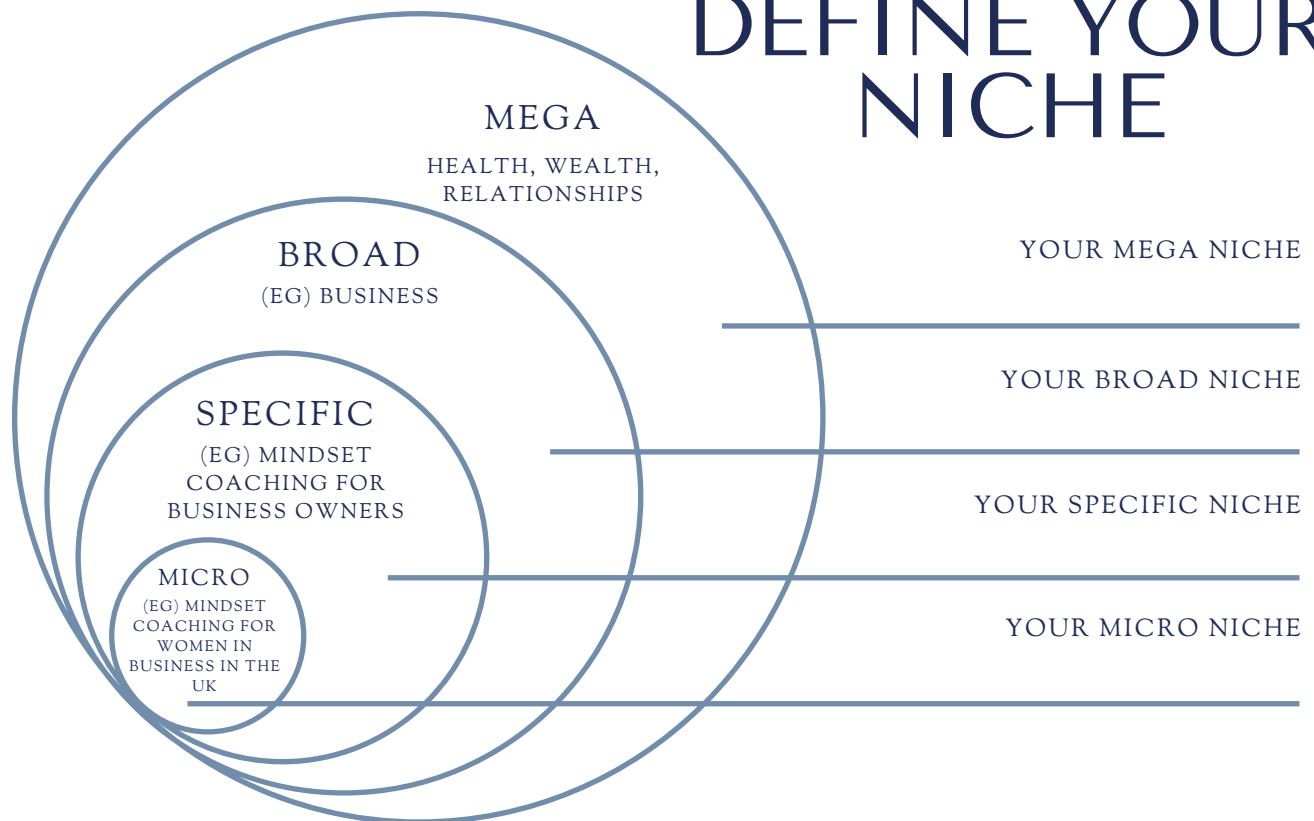 DEFINE YOUR
NICHE
MEGA
HEALTH, WEALTH,
RELATIONSHIPS
BROAD
(EG) BUSINESS
SPECIFIC
(EG) MINDSET
COACHING FOR
BUSINESS OWNERS
MICRO
(EG) MINDSET
COACHING FOR
WOMEN IN
BUSINESS IN THE
UK
YOUR MEGA NICHE
YOUR BROAD NICHE
YOUR SPECIFIC NICHE
YOUR MICRO NICHE